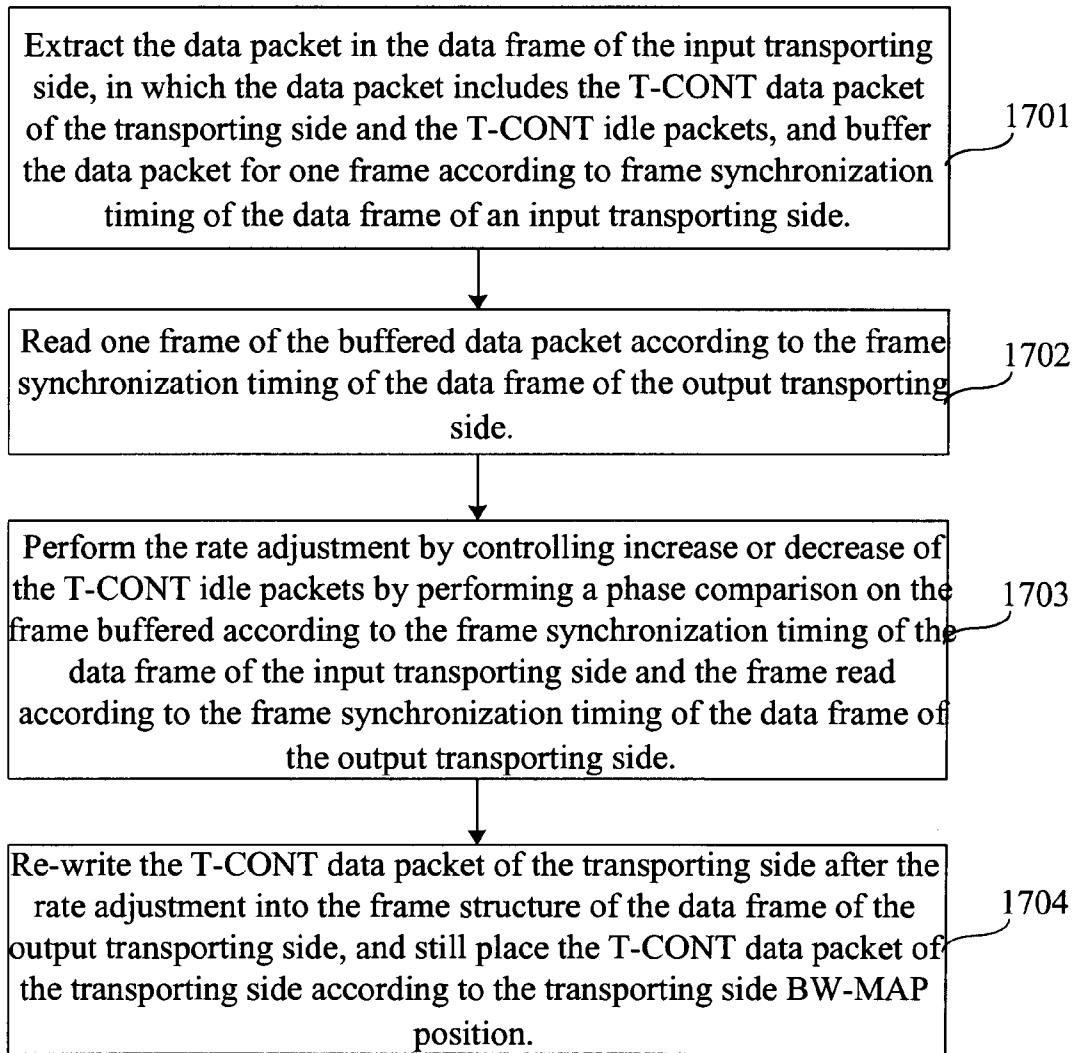 Extract the data packet in the data frame of the input transporting
side, in which the data packet includes the T-CONT data packet
of the transporting side and the T-CONT idle packets, and buffer
the data packet for one frame according to frame synchronization
timing of the data frame of an input transporting side.
1701
Read one frame of the buffered data packet according to the frame
synchronization timing of the data frame of the output transporting
side.
1702
Perform the rate adjustment by controlling increase or decrease of
the T-CONT idle packets by performing a phase comparison on the
frame buffered according to the frame synchronization timing of the
data frame of the input transporting side and the frame read
according to the frame synchronization timing of the data frame of
the output transporting side.
1703
Re-write the T-CONT data packet of the transporting side after the
rate adjustment into the frame structure of the data frame of the
output transporting side, and still place the T-CONT data packet of
the transporting side according to the transporting side BW-MAP
position.
1704